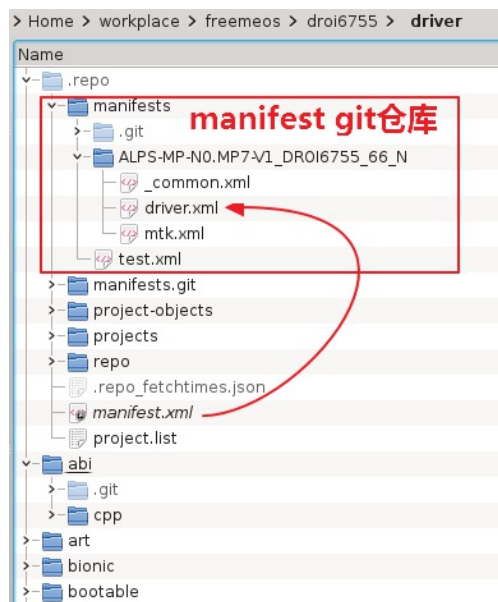 > Home > workplace > freemeos > droi6755 > driver
Name
.repo
manifests
manifest git仓库
.git
ALPS-MP-N0.MP7-V1_DROI6755_66_N
_common.xml
driver.xml
mtk.xml
test.xml
manifests.git
project-objects
projects
repo
.repo_fetchtimes.json
manifest.xml
project.list
abi
.git
cpp
art
bionic
bootable